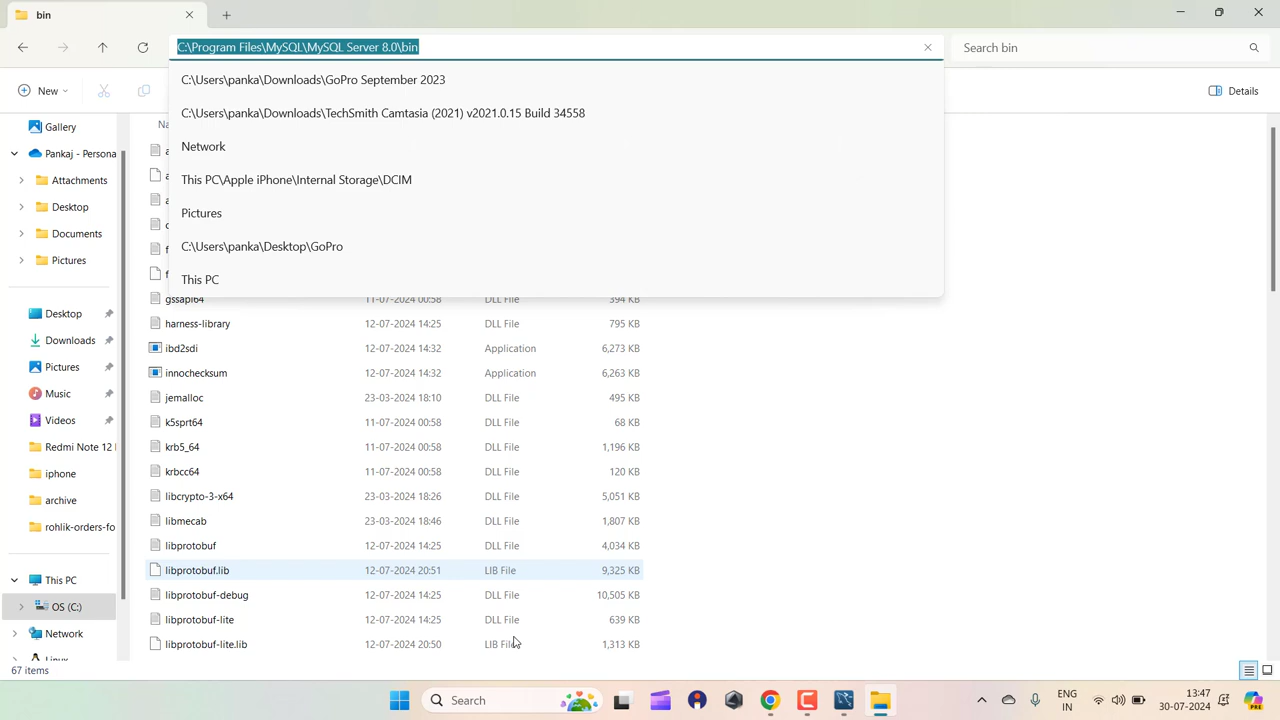 bin
C:\Program Files\MySQL\MySQL Server 8.0\bin
Search bin
C:\Users\panka\Downloads\GoPro September 2023
C:\Users\panka\Downloads\TechSmith Camtasia (2021) v2021.0.15 Build 34558
Network
This PC\Apple iPhone\Internal Storage\DCIM
Pictures
C:\Users\panka\Desktop\GoPro
This PC
New
Details
Gallery
Pankaj - Persona
Attachments
Desktop
Documents
Pictures
Desktop
Downloads
Pictures
Music
Videos
Redmi Note 12
iphone
archive
rohlik-orders-fo
This PC
OS (C:)
Network
Linux
gssapi64 11-07-2024 00:58 DLL File 394 KB
harness-library 12-07-2024 14:25 DLL File 795 KB
ibd2sdi 12-07-2024 14:32 Application 6,273 KB
innochecksum 12-07-2024 14:32 Application 6,263 KB
jemalloc 23-03-2024 18:10 DLL File 495 KB
k5sprt64 11-07-2024 00:58 DLL File 68 KB
krb5_64 11-07-2024 00:58 DLL File 1,196 KB
krbcc64 11-07-2024 00:58 DLL File 120 KB
libcrypto-3-x64 23-03-2024 18:26 DLL File 5,051 KB
libmecab 23-03-2024 18:46 DLL File 1,807 KB
libprotobuf 12-07-2024 14:25 DLL File 4,034 KB
libprotobuf.lib 12-07-2024 20:51 LIB File 9,325 KB
libprotobuf-debug 12-07-2024 14:25 DLL File 10,505 KB
libprotobuf-lite 12-07-2024 14:25 DLL File 639 KB
libprotobuf-lite.lib 12-07-2024 20:50 LIB File 1,313 KB
67 items
Search
ENG
IN
13:47
30-07-2024
PRE